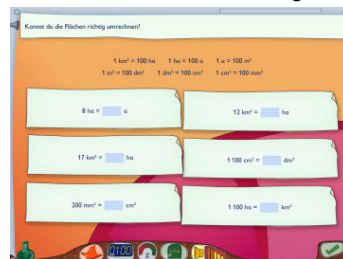 Kannst du die Flächen richtig umrechnen?
1 km² = 100 ha 1 ha = 100 a 1 a = 100 m²
1 m² = 100 dm² 1 dm² = 100 cm² 1 cm² = 100 mm²
8 ha = a
12 km² = ha
17 km² = ha
1 100 cm² = dm²
200 mm² = cm²
1 100 ha = km²
0100